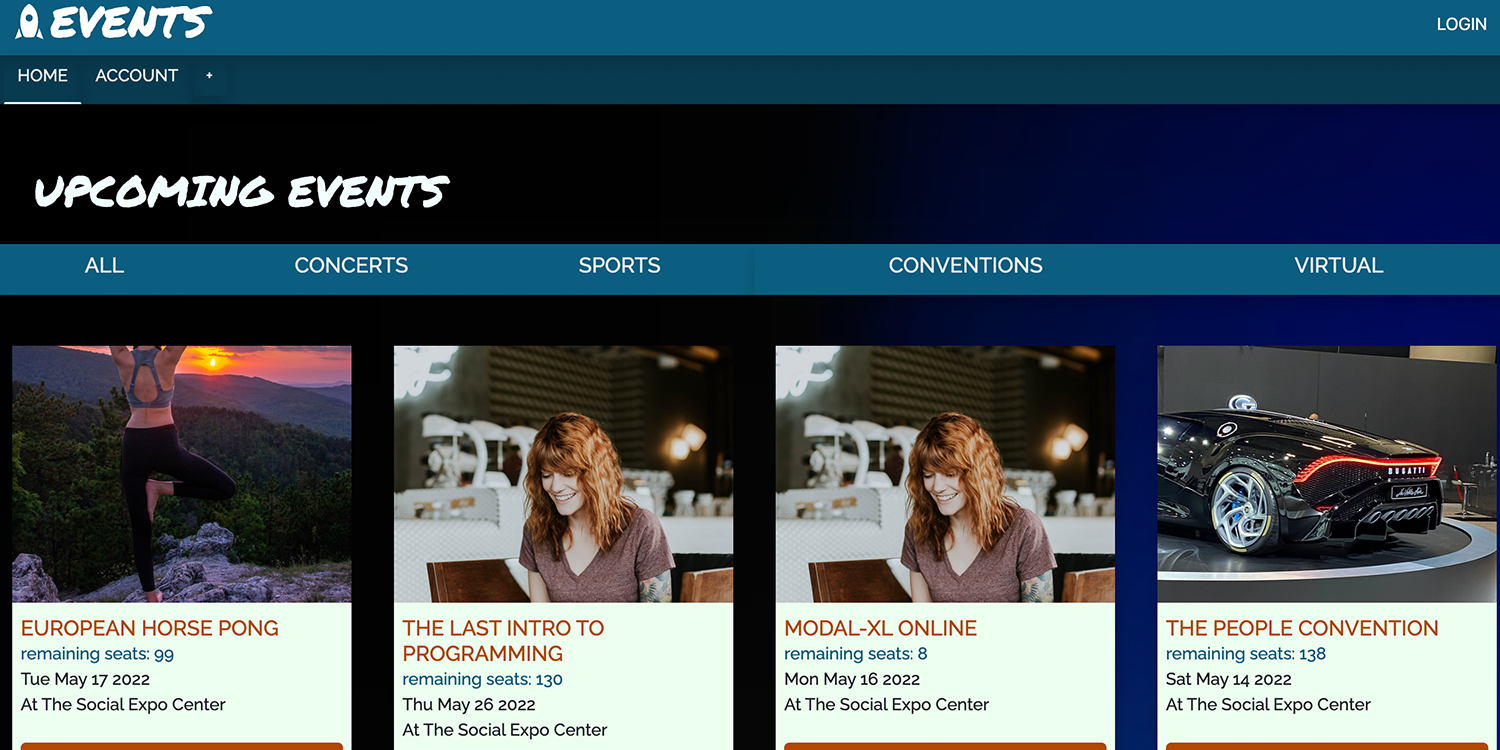 EVENTS
LOGIN
HOME ACCOUNT +
UPCOMING EVENTS
ALL CONCERTS SPORTS CONVENTIONS VIRTUAL
BUGATTI
EUROPEAN HORSE PONG
remaining seats: 99
Tue May 17 2022
At The Social Expo Center
THE LAST INTRO TO
PROGRAMMING
remaining seats: 130
Thu May 26 2022
At The Social Expo Center
MODAL-XL ONLINE
remaining seats: 8
Mon May 16 2022
At The Social Expo Center
THE PEOPLE CONVENTION
remaining seats: 138
Sat May 14 2022
At The Social Expo Center